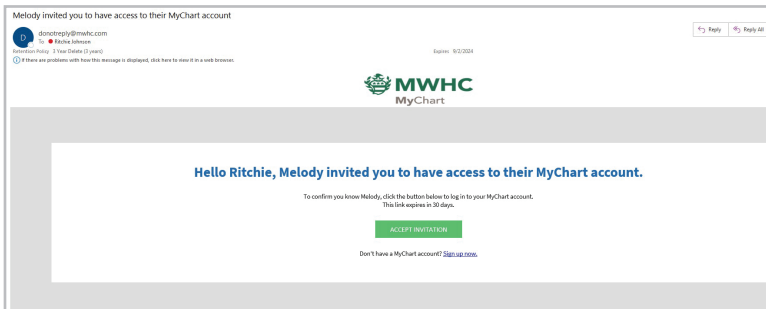 Melody invited you to have access to their MyChart account
D
donotreply@mwhc.com
To Ritchie Johnson
Reply
Reply All
Retention Policy 3 Year Delete (3 years)
Expires 9/2/2024
If there are problems with how this message is displayed, click here to view it in a web browser.
MWHC
MyChart
Hello Ritchie, Melody invited you to have access to their MyChart account.
To confirm you know Melody, click the button below to log in to your MyChart account.
This link expires in 30 days.
ACCEPT INVITATION
Don't have a MyChart account? Sign up now.